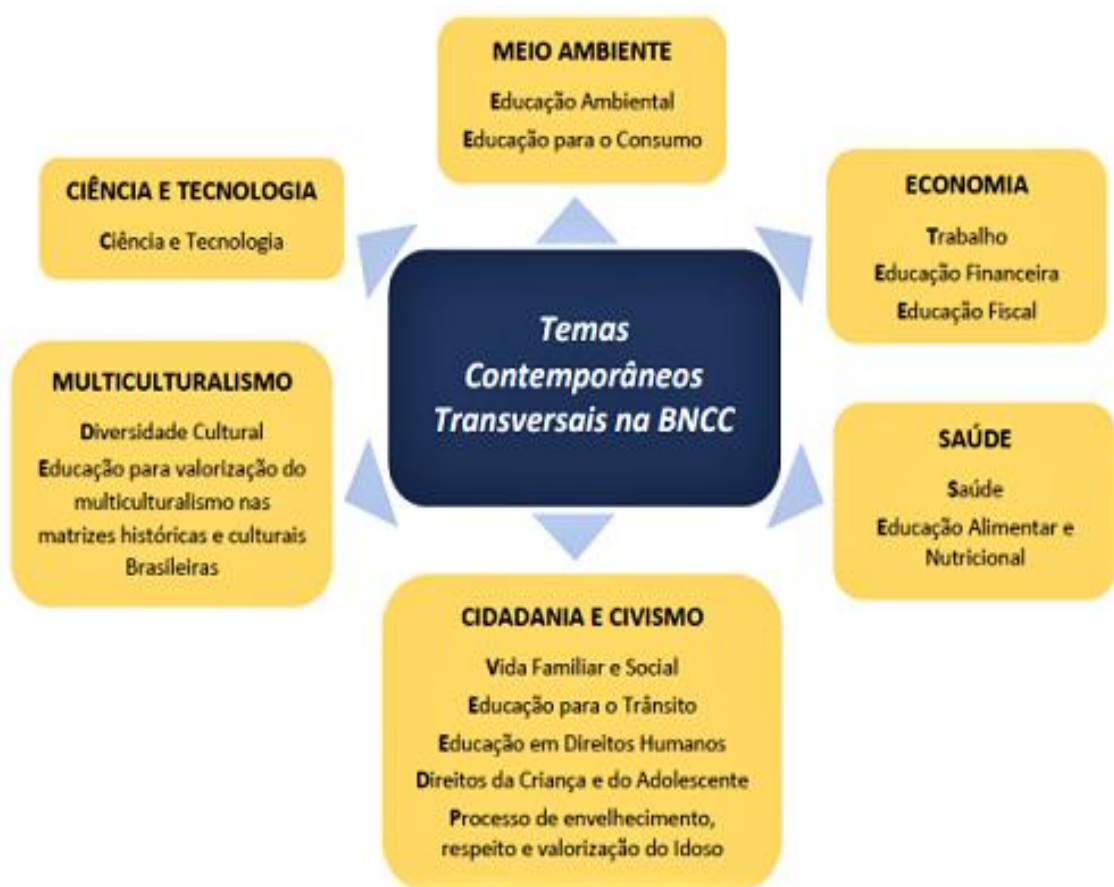 MEIO AMBIENTE
Educação Ambiental
Educação para o Consumo
CIÊNCIA E TECNOLOGIA
Ciência e Tecnologia
ECONOMIA
Trabalho
Educação Financeira
Educação Fiscal
Temas
Contemporâneos
Transversais na BNCC
MULTICULTURALISMO
Diversidade Cultural
Educação para valorização do
multiculturalismo nas
matrizes históricas e culturais
Brasileiras
SAÚDE
Saúde
Educação Alimentar e
Nutricional
CIDADANIA E CIVISMO
Vida Familiar e Social
Educação para o Trânsito
Educação em Direitos Humanos
Direitos da Criança e do Adolescente
Processo de envelhecimento,
respeito e valorização do Idoso